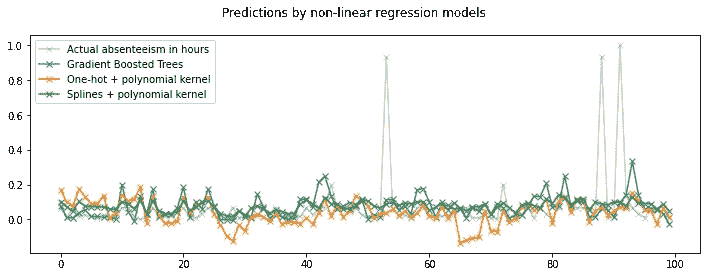 Predictions by non-linear regression models
Actual absenteeism in hours
Gradient Boosted Trees
One-hot + polynomial kernel
Splines + polynomial kernel
1.0
0.8
0.6
0.4
0.2
0.0
0 20 40 60 80 100